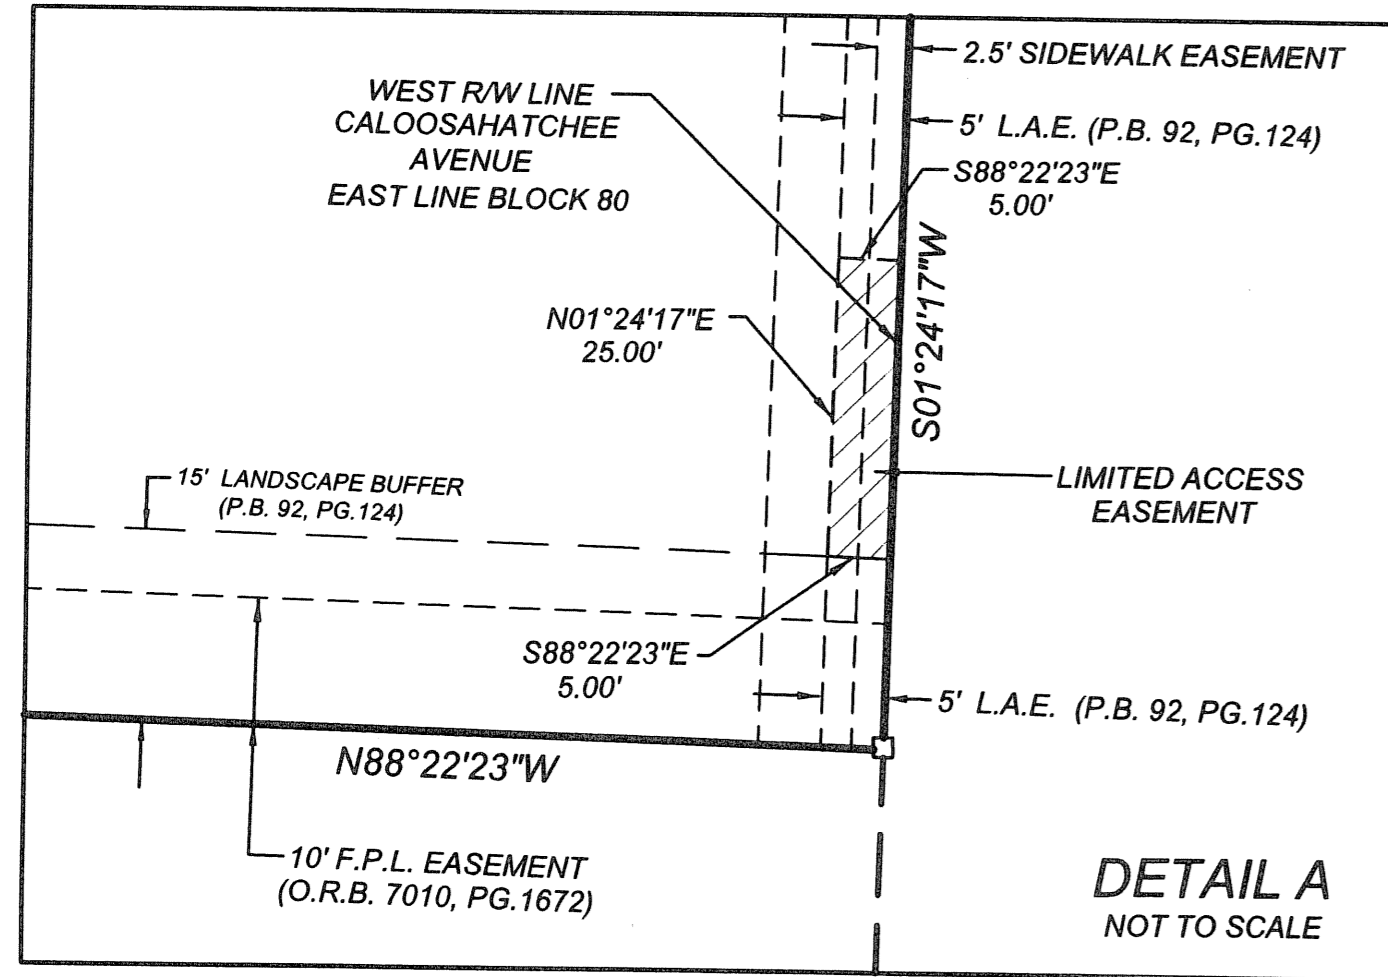 2.5' SIDEWALK EASEMENT
WEST R/W LINE
CALOOSAHATCHEE
AVENUE
EAST LINE BLOCK 80
5' L.A.E. (P.B. 92, PG.124)
S88°22'23"E
5.00'
S01°24'17"W
N01°24'17"E
25.00'
15' LANDSCAPE BUFFER
(P.B. 92, PG.124)
LIMITED ACCESS
EASEMENT
S88°22'23"E
5.00'
5' L.A.E. (P.B. 92, PG.124)
N88°22'23"W
10' F.P.L. EASEMENT
(O.R.B. 7010, PG.1672)
DETAIL A
NOT TO SCALE